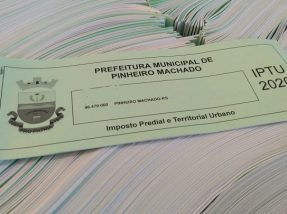 PREFEITURA MUNICIPAL DE
PINHEIRO MACHADO
IPTU
2020
96.470-000 PINHEIRO MACHADO-RS
Imposto Predial e Territorial Urbano